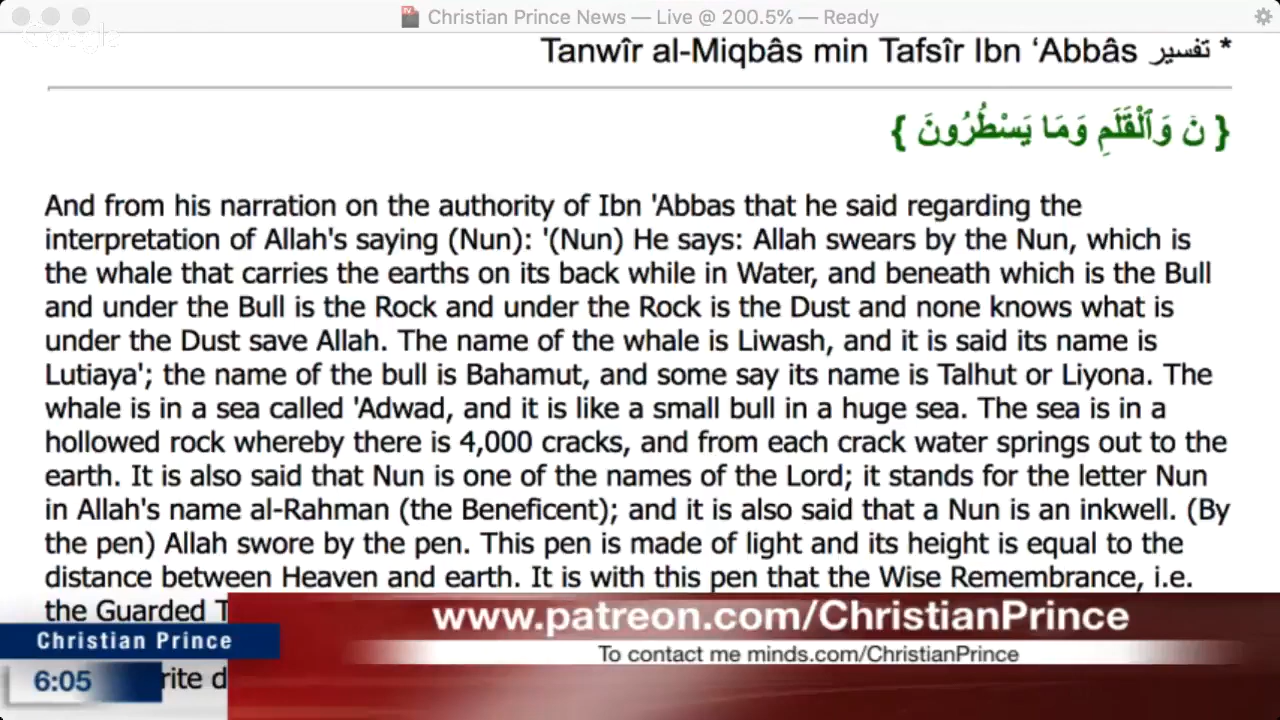 Christian Prince News — Live @ 200.5% — Ready
Google
* تفسير Tanwîr al-Miqbâs min Tafsîr Ibn ‘Abbâs
{ نۤ وَٱلْقَلَمِ وَمَا يَسْطُرُونَ }
And from his narration on the authority of Ibn 'Abbas that he said regarding the
interpretation of Allah's saying (Nun): '(Nun) He says: Allah swears by the Nun, which is
the whale that carries the earths on its back while in Water, and beneath which is the Bull
and under the Bull is the Rock and under the Rock is the Dust and none knows what is
under the Dust save Allah. The name of the whale is Liwash, and it is said its name is
Lutiaya'; the name of the bull is Bahamut, and some say its name is Talhut or Liyona. The
whale is in a sea called 'Adwad, and it is like a small bull in a huge sea. The sea is in a
hollowed rock whereby there is 4,000 cracks, and from each crack water springs out to the
earth. It is also said that Nun is one of the names of the Lord; it stands for the letter Nun
in Allah's name al-Rahman (the Beneficent); and it is also said that a Nun is an inkwell. (By
the pen) Allah swore by the pen. This pen is made of light and its height is equal to the
distance between Heaven and earth. It is with this pen that the Wise Remembrance, i.e.
the Guarded
www.patreon.com/ChristianPrince
Christian Prince
To contact me minds.com/ChristianPrince
6:05